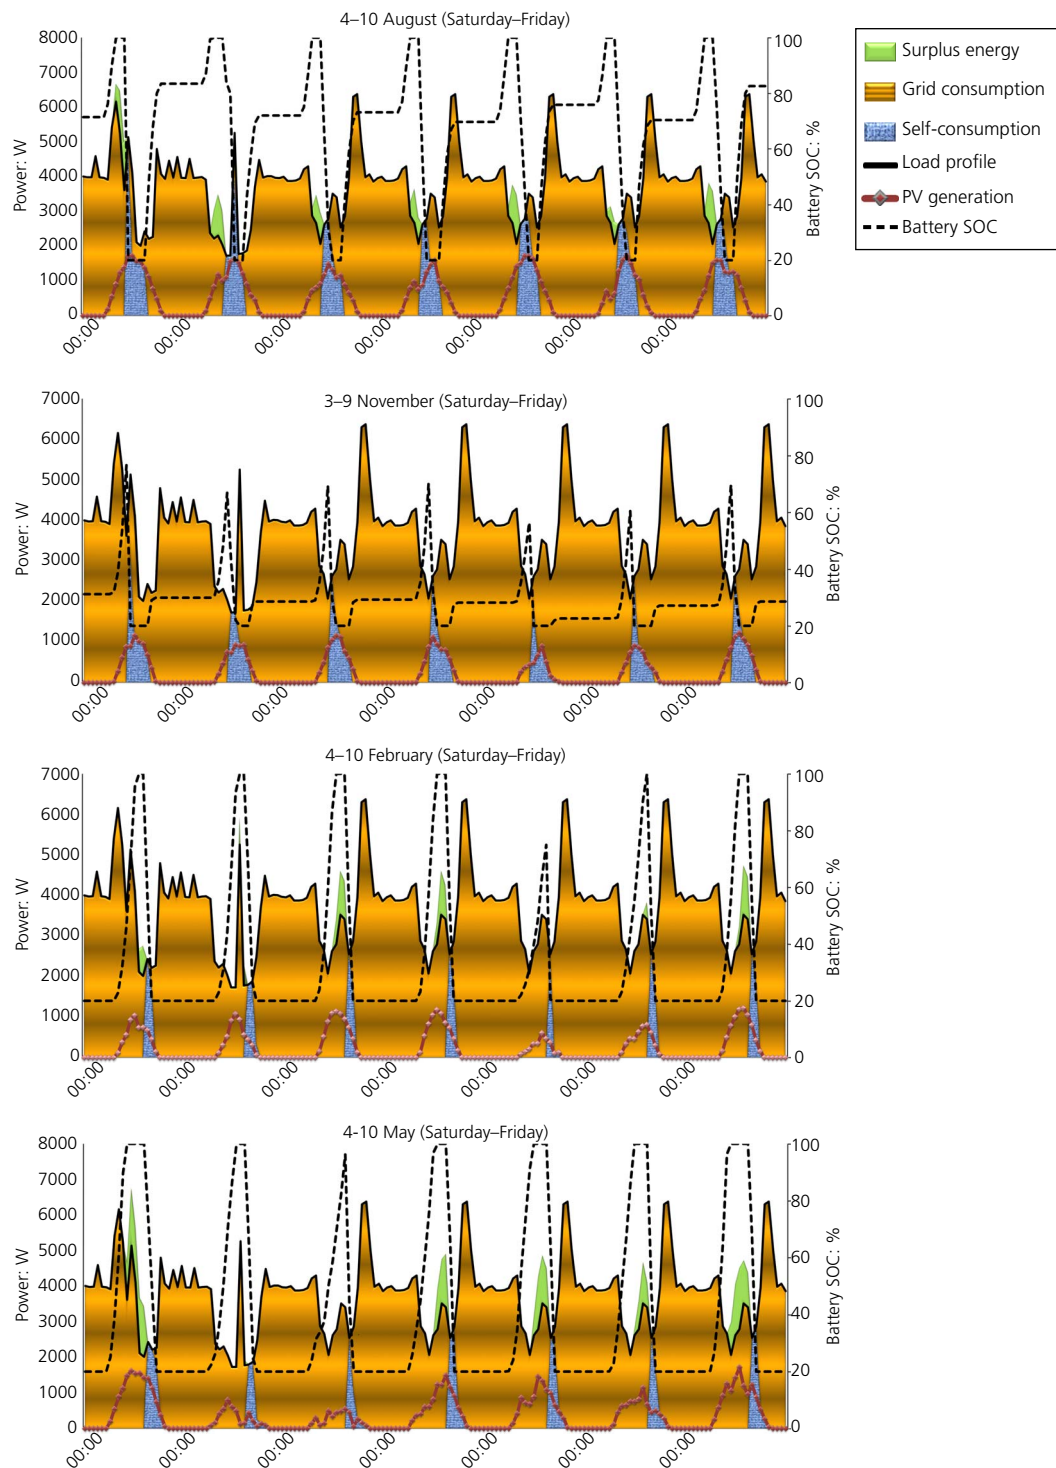 4–10 August (Saturday–Friday)
Power: W
8000
7000
6000
5000
4000
3000
2000
1000
0
100
80
60
40
20
0
Battery SOC: %
00:00 00:00 00:00 00:00 00:00 00:00 00:00
Surplus energy
Grid consumption
Self-consumption
Load profile
PV generation
Battery SOC
3–9 November (Saturday–Friday)
Power: W
7000
6000
5000
4000
3000
2000
1000
0
100
80
60
40
20
0
Battery SOC: %
00:00 00:00 00:00 00:00 00:00 00:00 00:00
4–10 February (Saturday–Friday)
Power: W
7000
6000
5000
4000
3000
2000
1000
0
100
80
60
40
20
0
Battery SOC: %
00:00 00:00 00:00 00:00 00:00 00:00 00:00
4-10 May (Saturday–Friday)
Power: W
8000
7000
6000
5000
4000
3000
2000
1000
0
100
80
60
40
20
0
Battery SOC: %
00:00 00:00 00:00 00:00 00:00 00:00 00:00